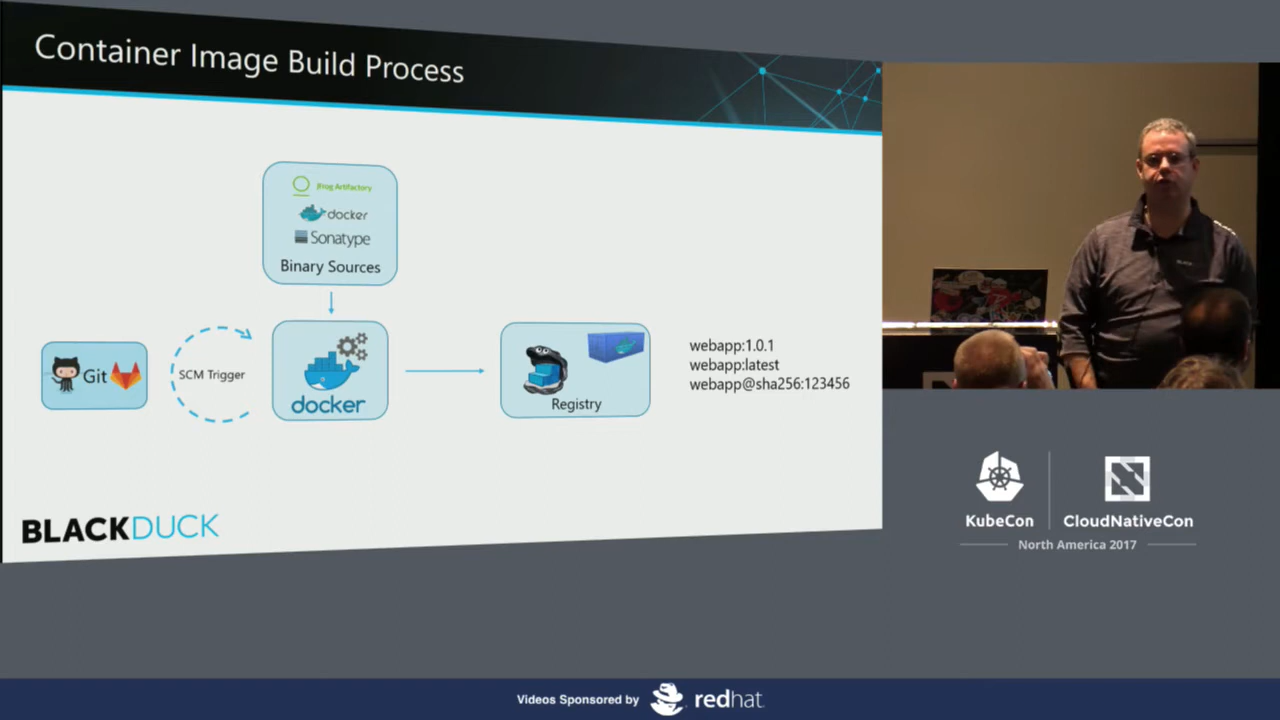 Container Image Build Process
JFrog Artifactory
docker
Sonatype
Binary Sources
Git
SCM Trigger
docker
Registry
webapp:1.0.1
webapp:latest
webapp@sha256:123456
BLACKDUCK
BLACK
KubeCon
CloudNativeCon
North America 2017
Videos Sponsored by redhat